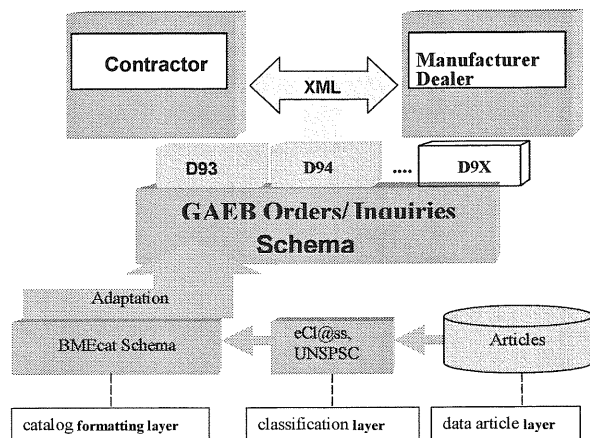 Contractor
Manufacturer
Dealer
XML
D93
D94
....
D9X
GAEB Orders/ Inquiries
Schema
Adaptation
BMEcat Schema
eCl@ss,
UNSPSC
Articles
catalog formatting layer
classification layer
data article layer